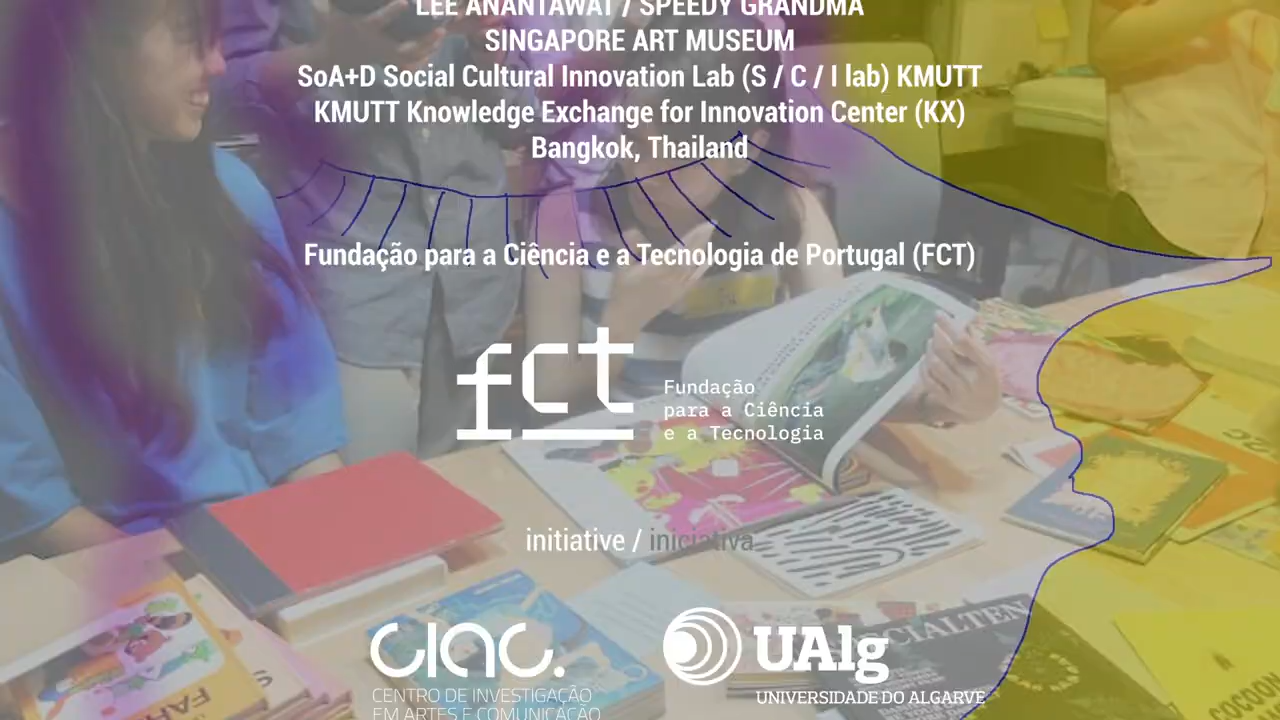 LEE ANANTAWAT / SPEEDY GRANDMA
SINGAPORE ART MUSEUM
SoA+D Social Cultural Innovation Lab (S / C / I lab) KMUTT
KMUTT Knowledge Exchange for Innovation Center (KX)
Bangkok, Thailand
Fundação para a Ciência e a Tecnologia de Portugal (FCT)
fct
Fundação
para a Ciência
e a Tecnologia
initiative / iniciativa
CIAC.
CENTRO DE INVESTIGAÇÃO
EM ARTES E COMUNICAÇÃO
UAlg
UNIVERSIDADE DO ALGARVE
COCOON